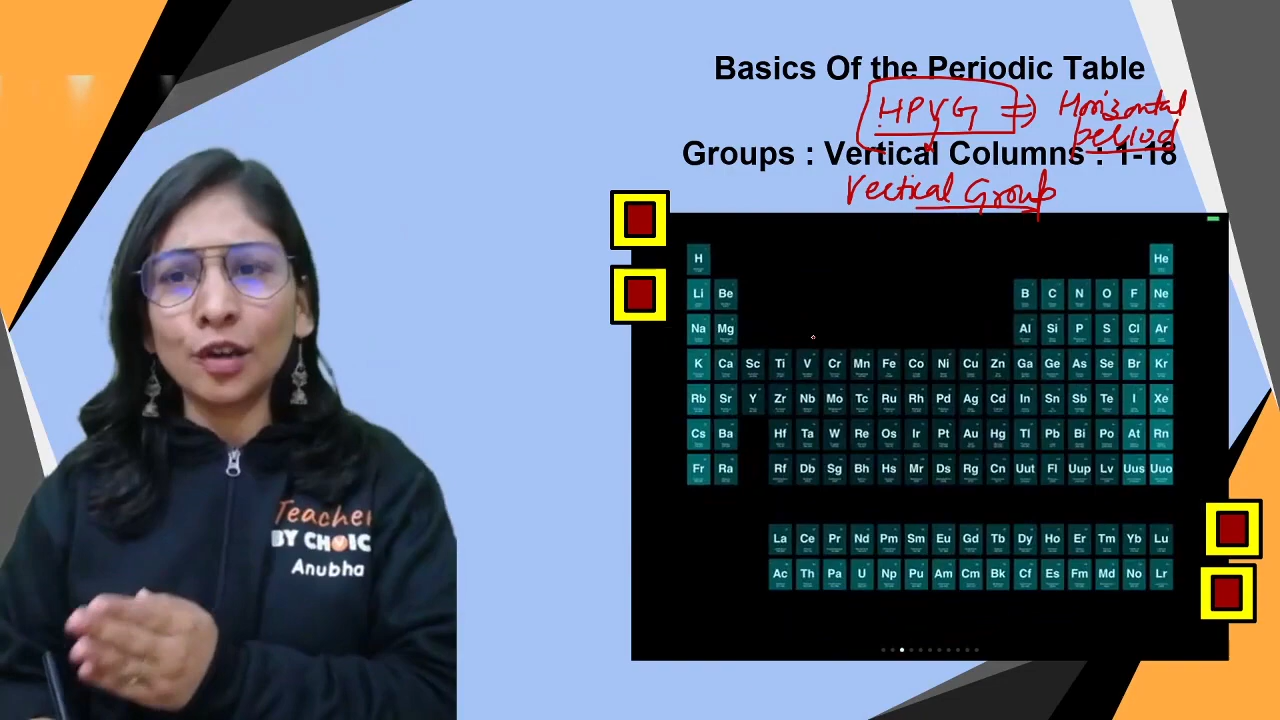 Basics Of the Periodic Table
HPVG ⇒ Horizontal
period
Groups : Vertical Columns : 1-18
Vertical Group
H He
Li Be B C N O F Ne
Na Mg Al Si P S Cl Ar
K Ca Sc Ti V Cr Mn Fe Co Ni Cu Zn Ga Ge As Se Br Kr
Rb Sr Y Zr Nb Mo Tc Ru Rh Pd Ag Cd In Sn Sb Te I Xe
Cs Ba Hf Ta W Re Os Ir Pt Au Hg Tl Pb Bi Po At Rn
Fr Ra Rf Db Sg Bh Hs Mr Ds Rg Cn Uut Fl Uup Lv Uus Uuo
La Ce Pr Nd Pm Sm Eu Gd Tb Dy Ho Er Tm Yb Lu
Ac Th Pa U Np Pu Am Cm Bk Cf Es Fm Md No Lr
Teacher
BY CHOIC
Anubha